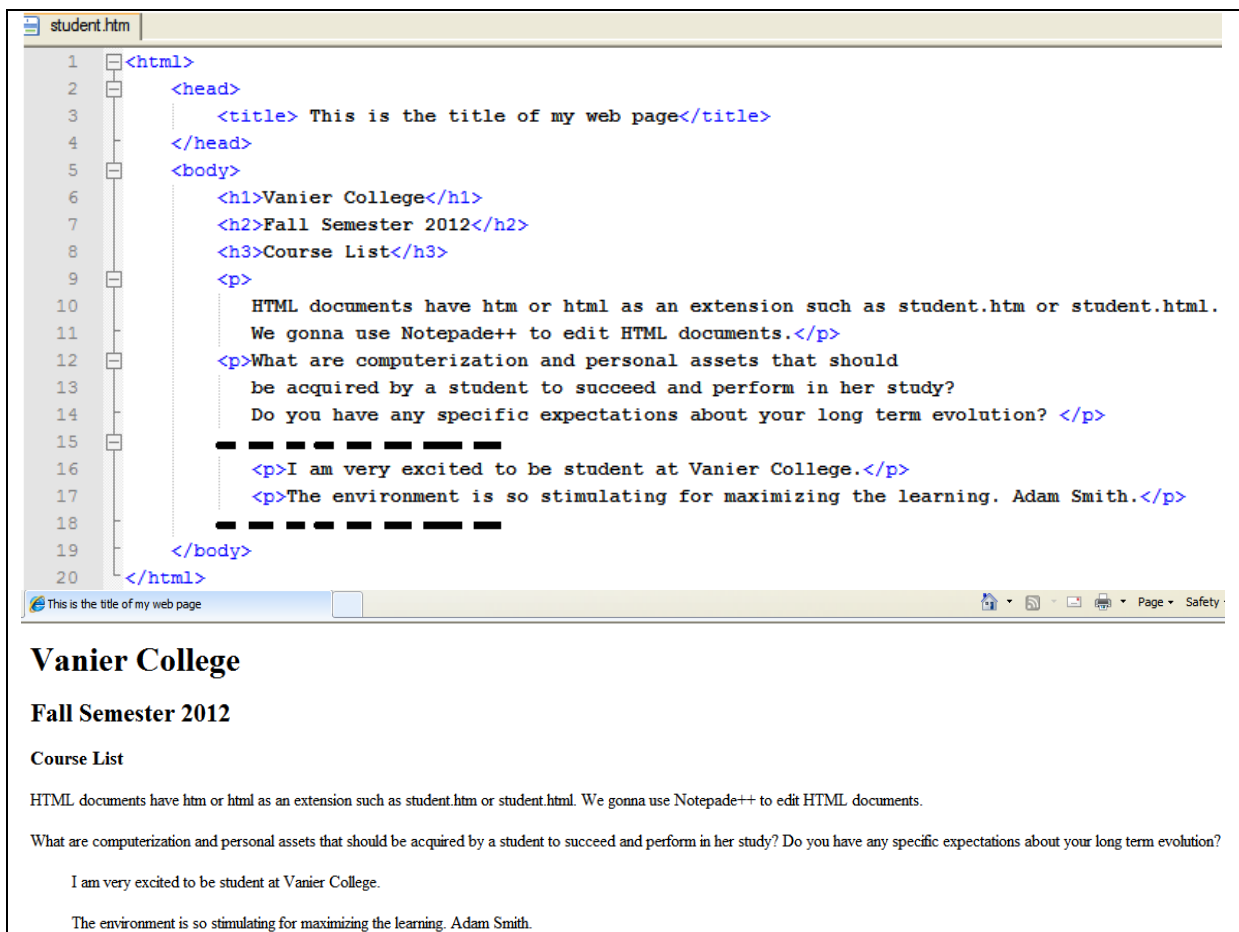 student.htm
1 <html>
2 <head>
3 <title> This is the title of my web page</title>
4 </head>
5 <body>
6 <h1>Vanier College</h1>
7 <h2>Fall Semester 2012</h2>
8 <h3>Course List</h3>
9 <p>
10 HTML documents have htm or html as an extension such as student.htm or student.html.
11 We gonna use Notepade++ to edit HTML documents.</p>
12 <p>What are computerization and personal assets that should
13 be acquired by a student to succeed and perform in her study?
14 Do you have any specific expectations about your long term evolution? </p>
15
16 <p>I am very excited to be student at Vanier College.</p>
17 <p>The environment is so stimulating for maximizing the learning. Adam Smith.</p>
18
19 </body>
20 </html>
This is the title of my web page Page Safety
Vanier College
Fall Semester 2012
Course List
HTML documents have htm or html as an extension such as student.htm or student.html. We gonna use Notepade++ to edit HTML documents.
What are computerization and personal assets that should be acquired by a student to succeed and perform in her study? Do you have any specific expectations about your long term evolution?
I am very excited to be student at Vanier College.
The environment is so stimulating for maximizing the learning. Adam Smith.